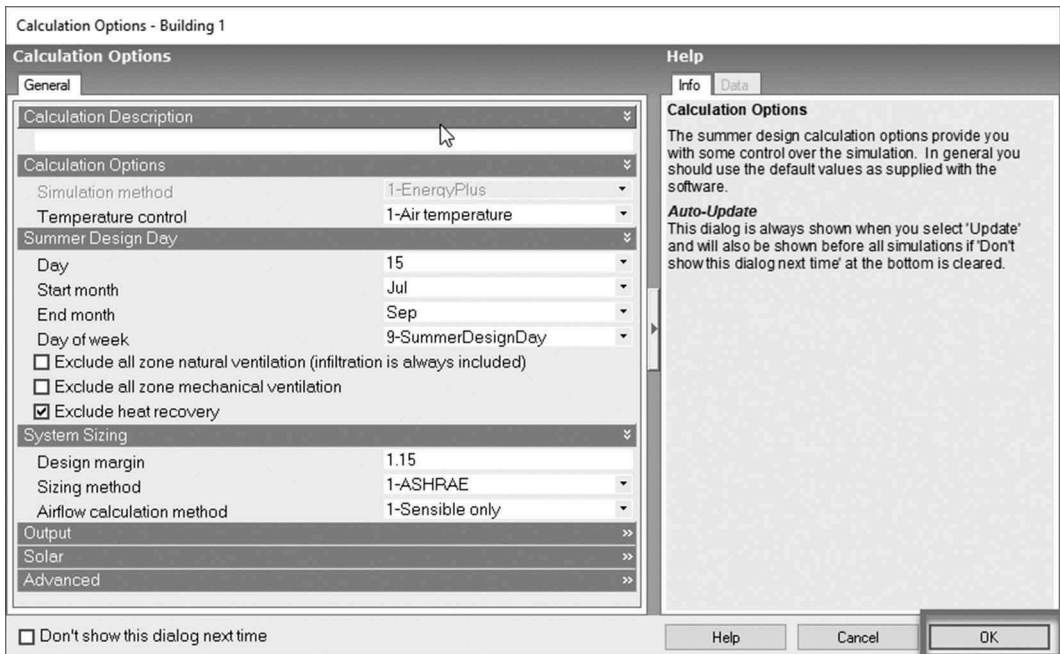 Calculation Options - Building 1
Calculation Options
General
Calculation Description
Calculation Options
Simulation method 1-EnergyPlus
Temperature control 1-Air temperature
Summer Design Day
Day 15
Start month Jul
End month Sep
Day of week 9-SummerDesignDay
Exclude all zone natural ventilation (infiltration is always included)
Exclude all zone mechanical ventilation
Exclude heat recovery
System Sizing
Design margin 1.15
Sizing method 1-ASHRAE
Airflow calculation method 1-Sensible only
Output
Solar
Advanced
Don't show this dialog next time
Help
Info Data
Calculation Options
The summer design calculation options provide you
with some control over the simulation. In general you
should use the default values as supplied with the
software.
Auto-Update
This dialog is always shown when you select 'Update'
and will also be shown before all simulations if 'Don't
show this dialog next time' at the bottom is cleared.
Help Cancel OK